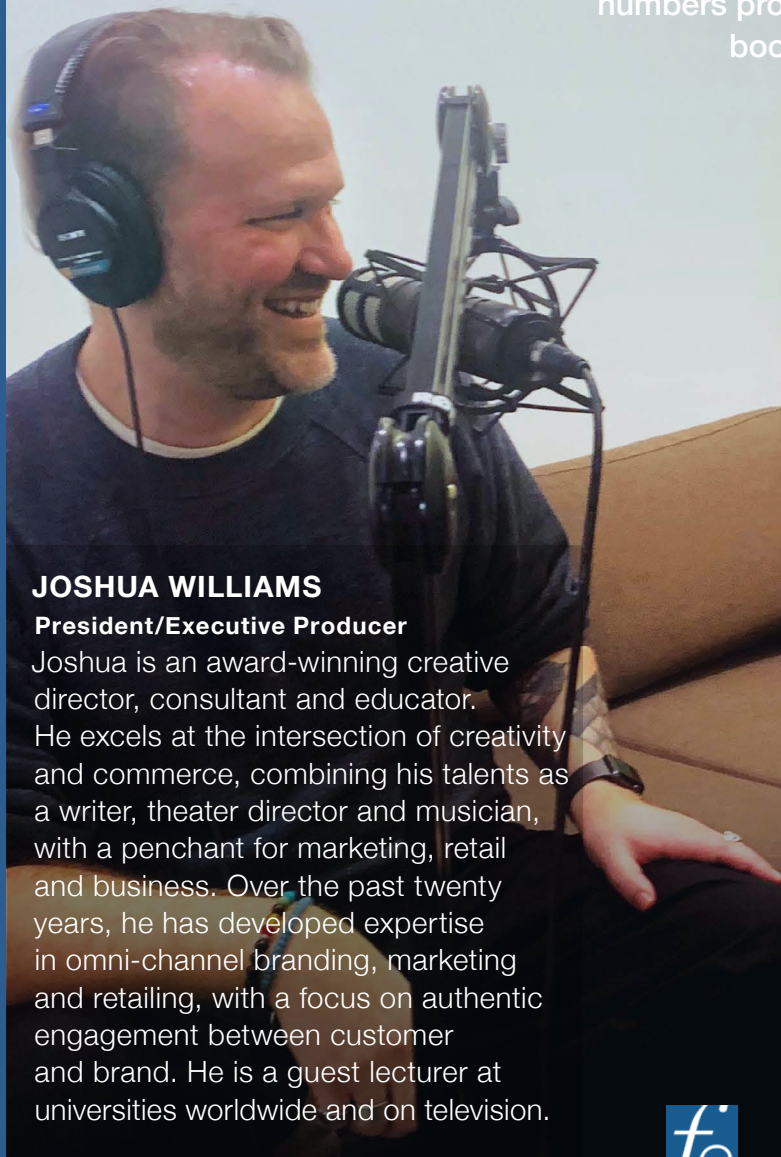 numbers
JOSHUA WILLIAMS
President/Executive Producer
Joshua is an award-winning creative
director, consultant and educator.
He excels at the intersection of creativity
and commerce, combining his talents as
a writer, theater director and musician,
with a penchant for marketing, retail
and business. Over the past twenty
years, he has developed expertise
in omni-channel branding, marketing
and retailing, with a focus on authentic
engagement between customer
and brand. He is a guest lecturer at
universities worldwide and on television.